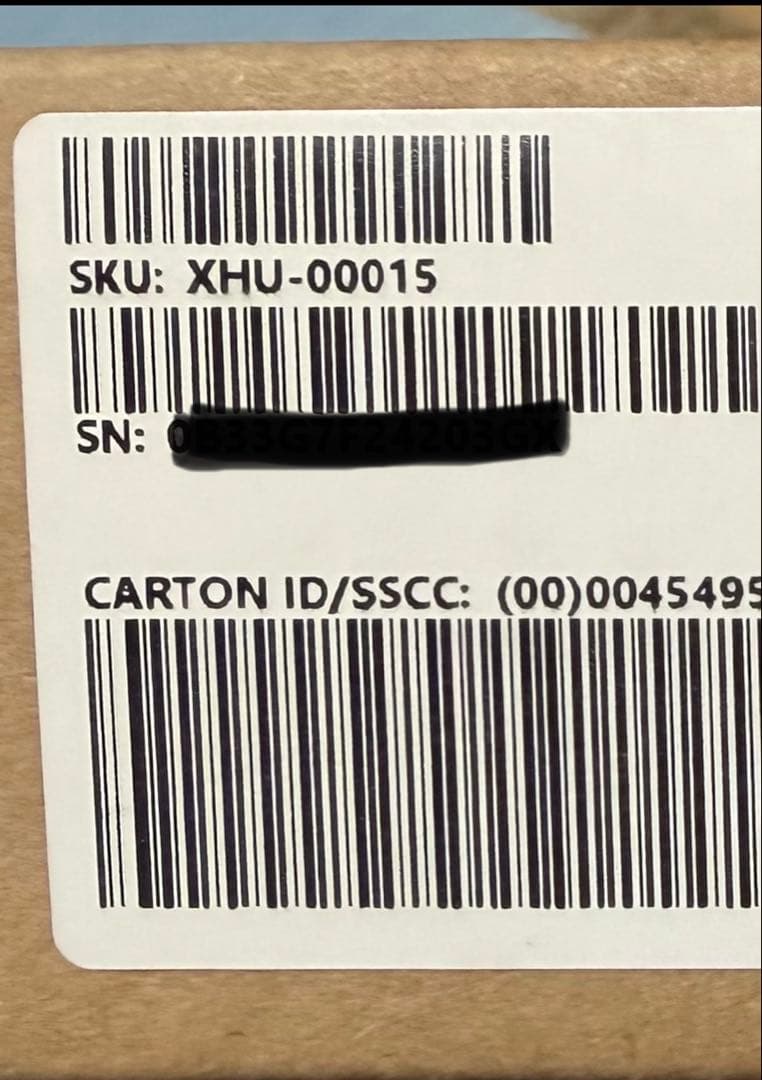 SKU: XHU-00015
SN:
CARTON ID/SSCC: (00)0045495